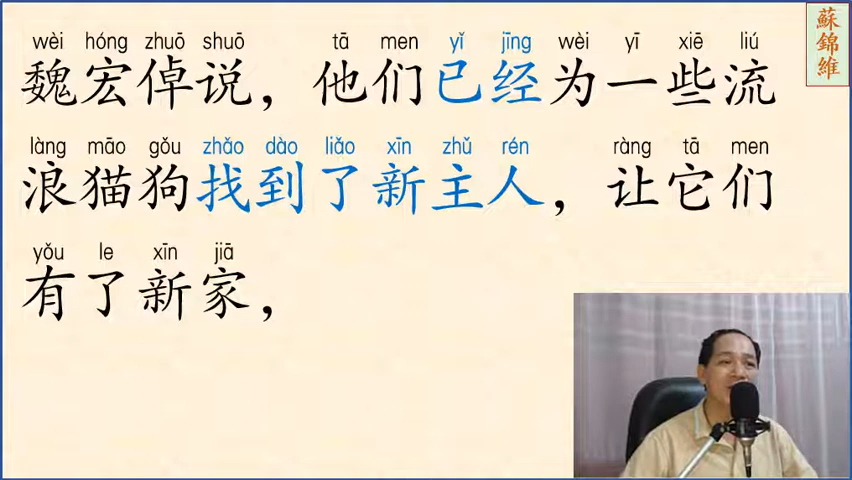 wèi hóng zhuō shuō tā men yǐ jīng wèi yī xiē liú
魏宏倬说，他们已经为一些流
làng māo gǒu zhǎo dào liǎo xīn zhǔ rén ràng tā men
浪猫狗找到了新主人，让它们
yǒu le xīn jiā
有了新家，
蘇錦維